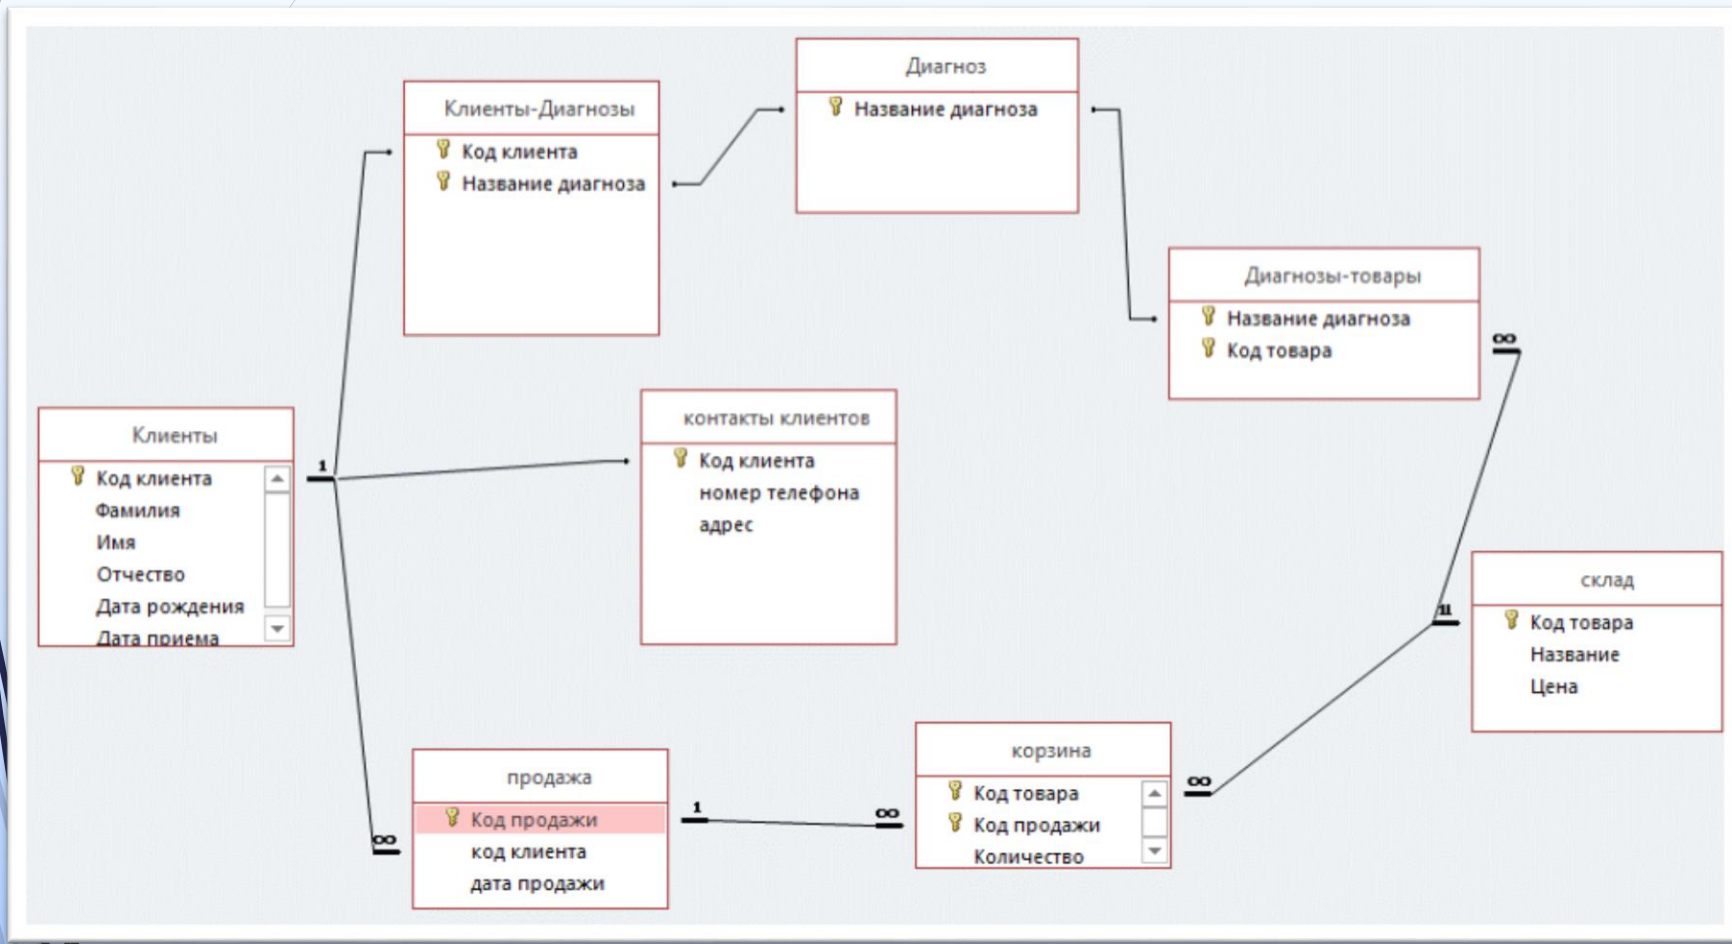 Диагноз
Название диагноза
Клиенты-Диагнозы
Код клиента
Название диагноза
Диагнозы-товары
Название диагноза
Код товара
∞
контакты клиентов
Код клиента
номер телефона
адрес
Клиенты
Код клиента
Фамилия
Имя
Отчество
Дата рождения
Дата приема
1
склад
Код товара
Название
Цена
11
продажа
Код продажи
код клиента
дата продажи
∞
1
∞
корзина
Код товара
Код продажи
Количество
∞